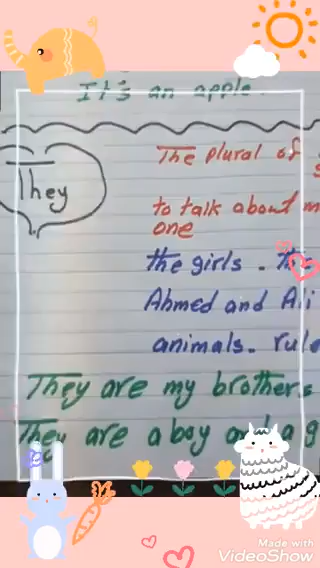 It's an apple.
They
The plural of
to talk about
one
the girls.
Ahmed and Ali
animals. rule
They are my brothers
They are a boy and a g
Made with
VideoShow